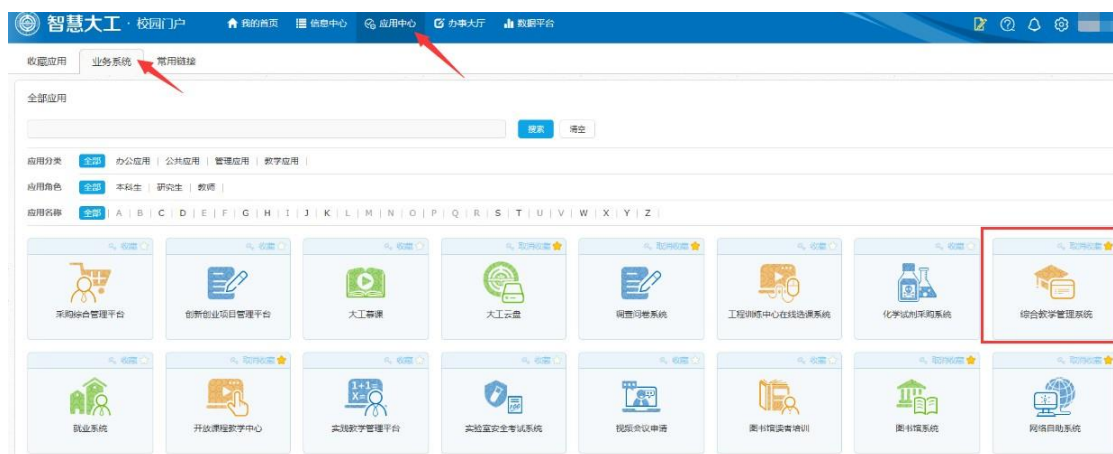 智慧大工·校园门户 我的首页 信息中心 应用中心 办事大厅 数据平台
收藏应用 业务系统 常用链接
全部应用
搜索 清空
应用分类 全部 办公应用 | 公共应用 | 管理应用 | 教学应用 |
应用角色 全部 本科生 | 研究生 | 教师 |
应用名称 全部 | A | B | C | D | E | F | G | H | I | J | K | L | M | N | O | P | Q | R | S | T | U | V | W | X | Y | Z |
收藏 收藏 收藏 取消收藏 取消收藏 收藏 收藏 取消收藏
1+1=
X=
采购综合管理平台 创新创业项目管理平台 大工慕课 大工云盘 调查问卷系统 工程训练中心在线选课系统 化学试剂采购系统 综合教学管理系统
收藏 取消收藏 收藏 收藏 收藏 收藏 取消收藏 取消收藏
就业系统 开放课程教学中心 实践教学管理平台 实验室安全考试系统 视频会议申请 图书馆读者培训 图书馆系统 网络自助系统